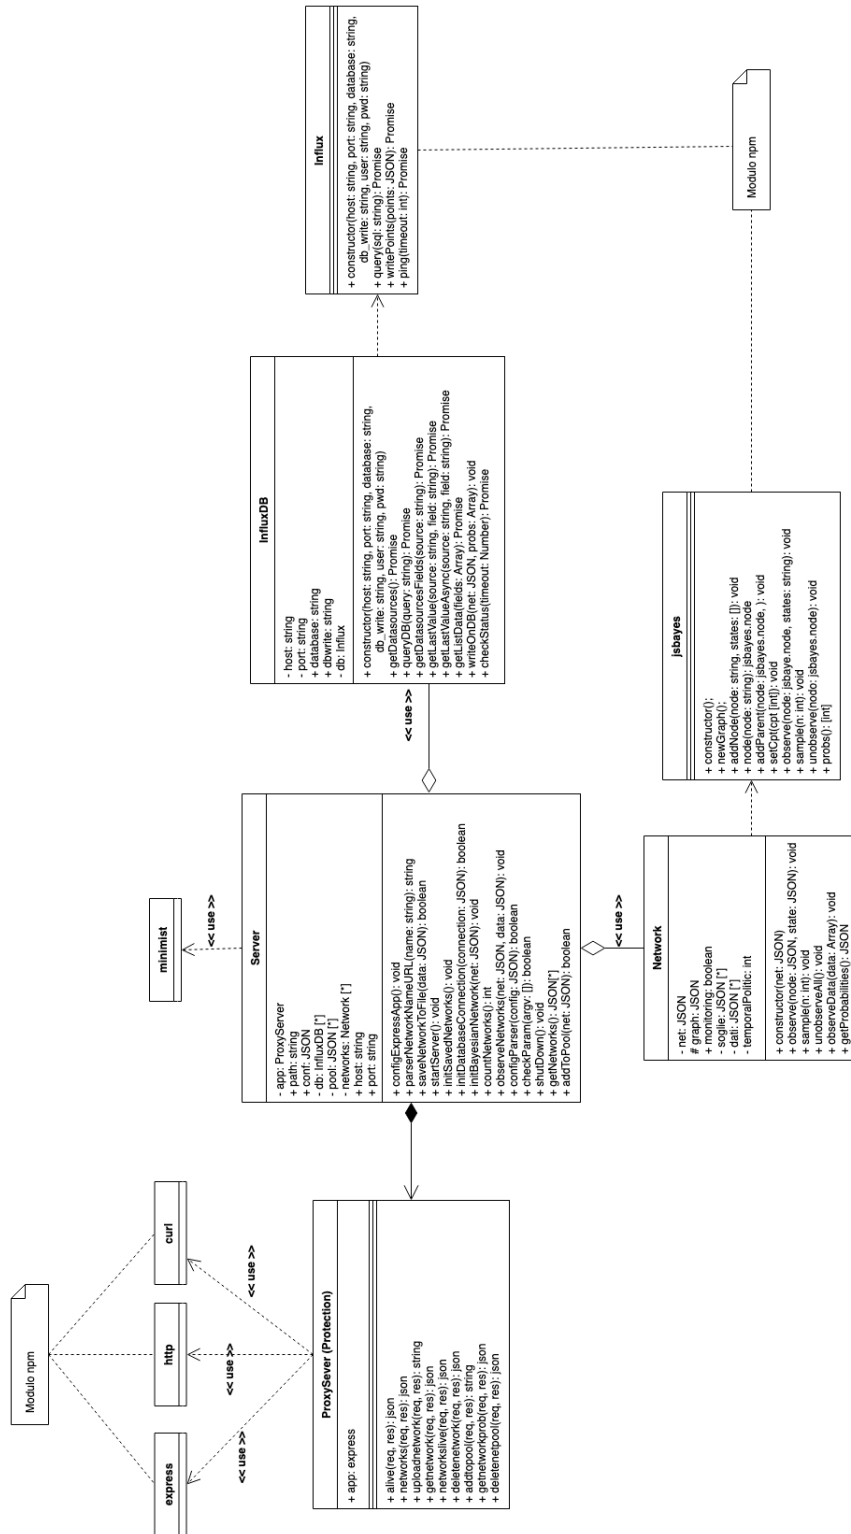 Modulo npm
express
http
curl
<< use >>
<< use >>
<< use >>
ProxySever (Protection)
+ app: express
+ alive(req, res): json
+ networks(req, res): json
+ uploadnetwork(req, res): string
+ getnetwork(req, res): json
+ networkslive(req, res): json
+ deletenetwork(req, res): json
+ addtopool(req, res): string
+ getnetworkprob(req, res): json
+ deletenetpool(req, res): json
minimist
<< use >>
Server
- app: ProxyServer
+ path: string
+ conf: JSON
- db: InfluxDB [*]
- pool: JSON [*]
- networks: Network [*]
+ host: string
+ port: string
+ configExpressApp(): void
+ parserNetworkNameURL(name: string): string
+ saveNetworkToFile(data: JSON): boolean
+ startServer(): void
+ initSavedNetworks(): void
+ initDatabaseConnection(connection: JSON): boolean
+ initBayesianNetwork(net: JSON): void
+ countNetworks(): int
+ observeNetworks(net: JSON, data: JSON): void
+ configParser(config: JSON): boolean
+ checkParam(argv: []): boolean
+ shutDown(): void
+ getNetworks(): JSON[*]
+ addToPool(net: JSON): boolean
<< use >>
<< use >>
Network
- net: JSON
# graph: JSON
+ monitoring: boolean
- soglie: JSON [*]
- dati: JSON [*]
- temporalPolitic: int
+ constructor(net: JSON)
+ observe(node: JSON, state: JSON): void
+ sample(n: int): void
+ unobserveAll(): void
+ observeData(data: Array): void
+ getProbabilities(): JSON
InfluxDB
- host: string
- port: string
+ database: string
+ dbwrite: string
- db: Influx
+ constructor(host: string, port: string, database: string,
db_write: string, user: string, pwd: string)
+ getDatasources(): Promise
+ queryDB(query: string): Promise
+ getDatasourcesFields(source: string): Promise
+ getLastValue(source: string, field: string): Promise
+ getLastValueAsync(source: string, field: string): Promise
+ getListData(fields: Array): Promise
+ writeOnDB(net: JSON, probs: Array): void
+ checkStatus(timeout: Number): Promise
jsbayes
+ constructor();
+ newGraph();
+ addNode(node: string, states: []): void
+ node(node: string): jsbayes.node
+ addParent(node: jsbayes.node, ): void
+ setCpt(cpt [int]): void
+ observe(node: jsbaye.node, states: string): void
+ sample(n: int): void
+ unobserve(nodo: jsbayes.node): void
+ probs(): [int]
Influx
+ constructor(host: string, port: string, database: string,
db_write: string, user: string, pwd: string)
+ query(sql: string): Promise
+ writePoints(points: JSON): Promise
+ ping(timeout: int): Promise
Modulo npm